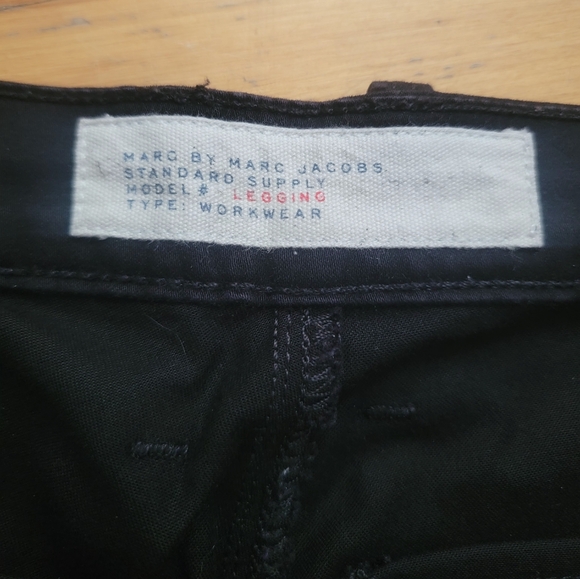 MARC BY MARC JACOBS
STANDARD SUPPLY
MODEL # LEGGING
TYPE: WORKWEAR